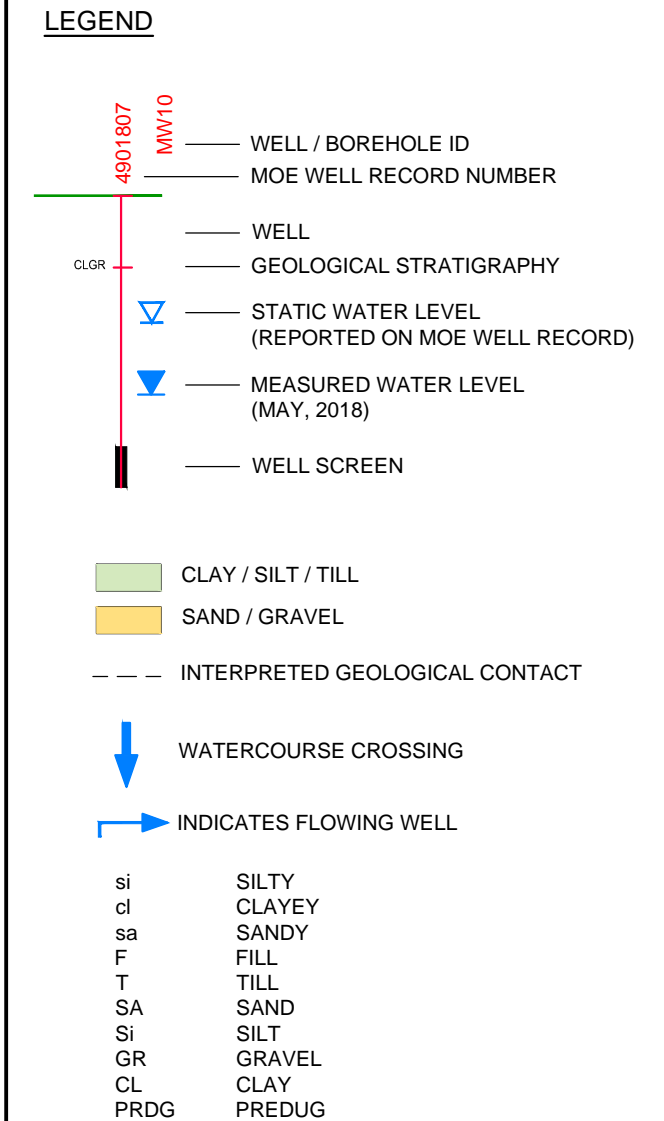 LEGEND
4901807
MW10
WELL / BOREHOLE ID
MOE WELL RECORD NUMBER
WELL
CLGR
GEOLOGICAL STRATIGRAPHY
STATIC WATER LEVEL
(REPORTED ON MOE WELL RECORD)
MEASURED WATER LEVEL
(MAY, 2018)
WELL SCREEN
CLAY / SILT / TILL
SAND / GRAVEL
INTERPRETED GEOLOGICAL CONTACT
WATERCOURSE CROSSING
INDICATES FLOWING WELL
si SILTY
cl CLAYEY
sa SANDY
F FILL
T TILL
SA SAND
Si SILT
GR GRAVEL
CL CLAY
PRDG PREDUG